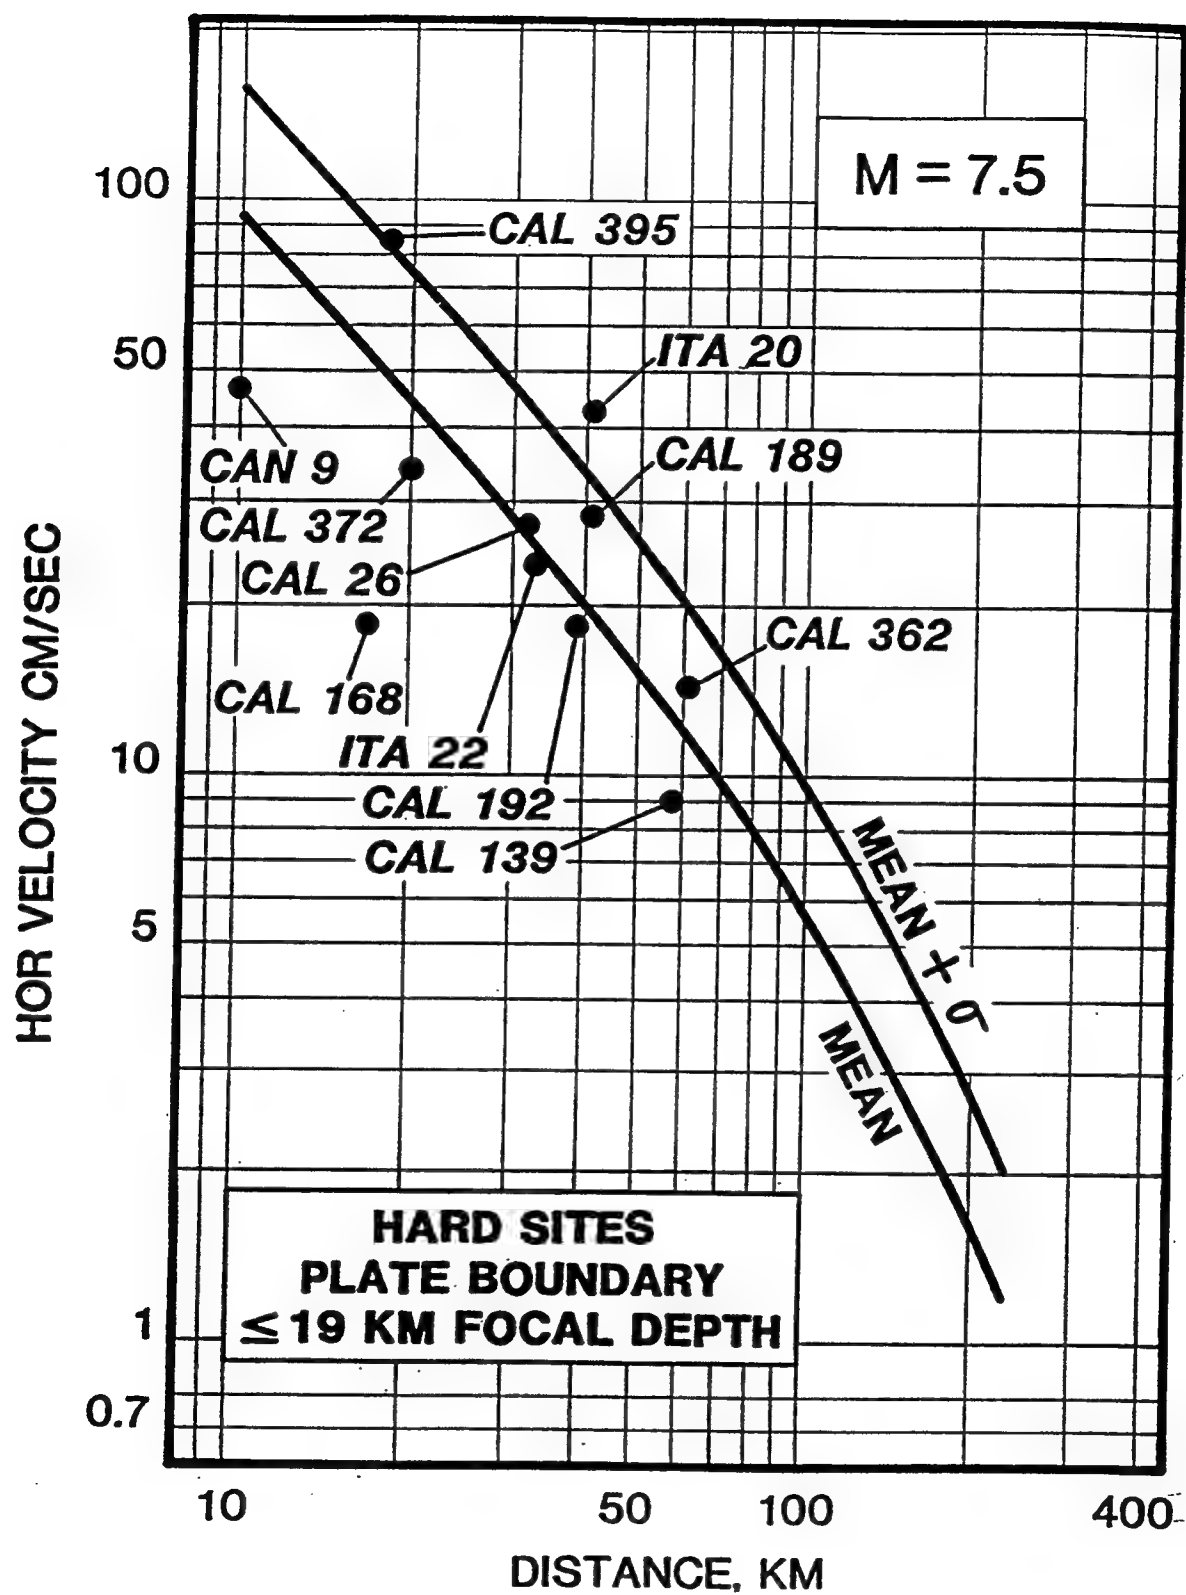 100
M = 7.5
CAL 395
50
ITA 20
CAN 9
CAL 189
CAL 372
CAL 26
CAL 168
CAL 362
ITA 22
10
CAL 192
CAL 139
MEAN + σ
5
MEAN
HOR VELOCITY CM/SEC
HARD SITES
PLATE BOUNDARY
≤ 19 KM FOCAL DEPTH
1
0.7
10 50 100 400
DISTANCE, KM